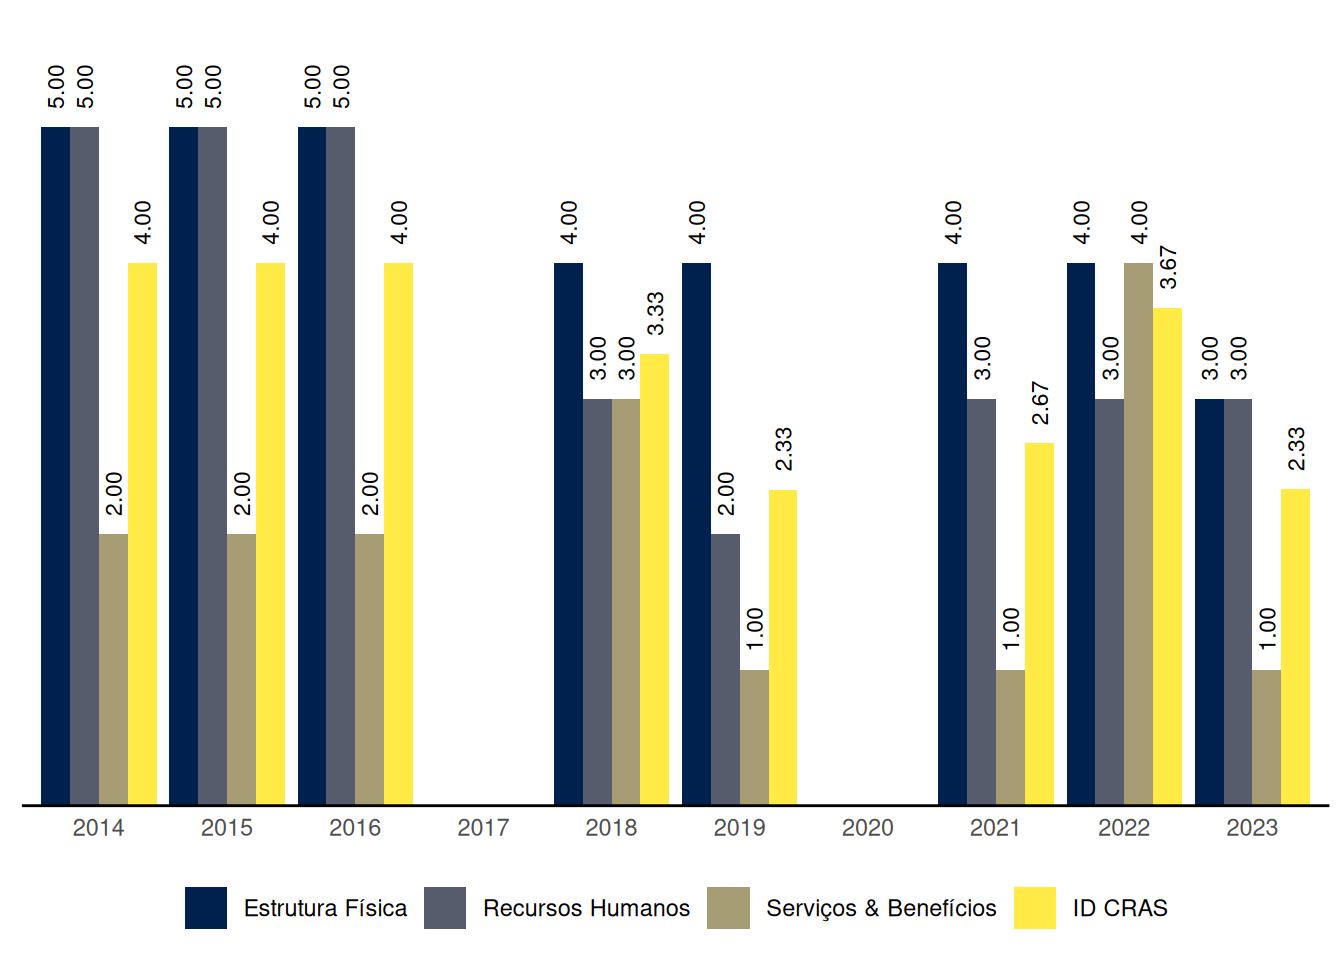 5.00 5.00 5.00 5.00 5.00 5.00
4.00 4.00 4.00 4.00 4.00 4.00 4.00 4.00
3.67
3.33
3.00 3.00 3.00 3.00 3.00 3.00
2.67
2.33 2.33
2.00 2.00 2.00 2.00
1.00 1.00 1.00
2014 2015 2016 2017 2018 2019 2020 2021 2022 2023
Estrutura Física Recursos Humanos Serviços & Benefícios ID CRAS